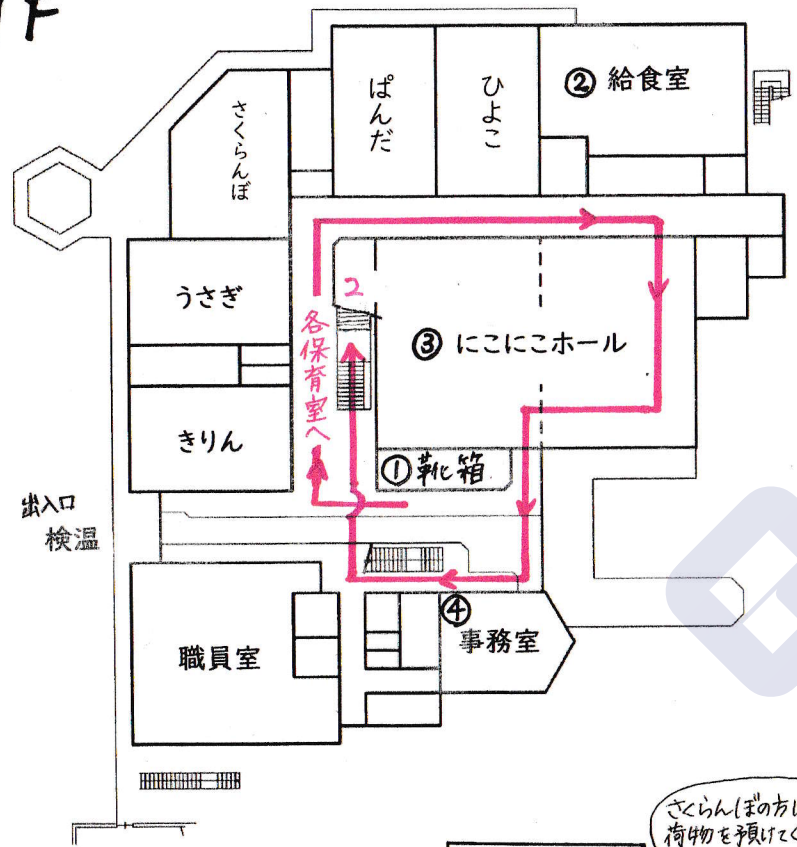 1F
さくらんぼ
ぱんだ
ひよこ
② 給食室
うさぎ
2
③ にこにこホール
各保育室へ
きりん
① 靴箱
出入口
検温
④
事務室
職員室
さくらんぼの方
荷物を預けて